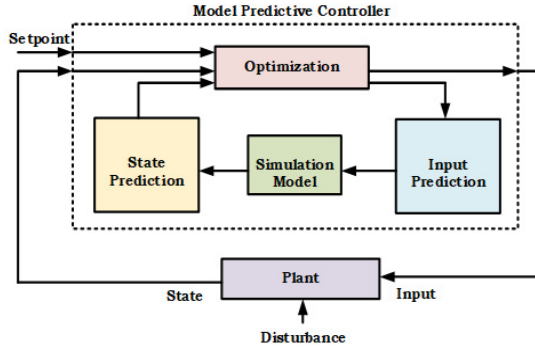 Model Predictive Controller
Setpoint
Optimization
State
Prediction
Simulation
Model
Input
Prediction
Plant
State
Input
Disturbance